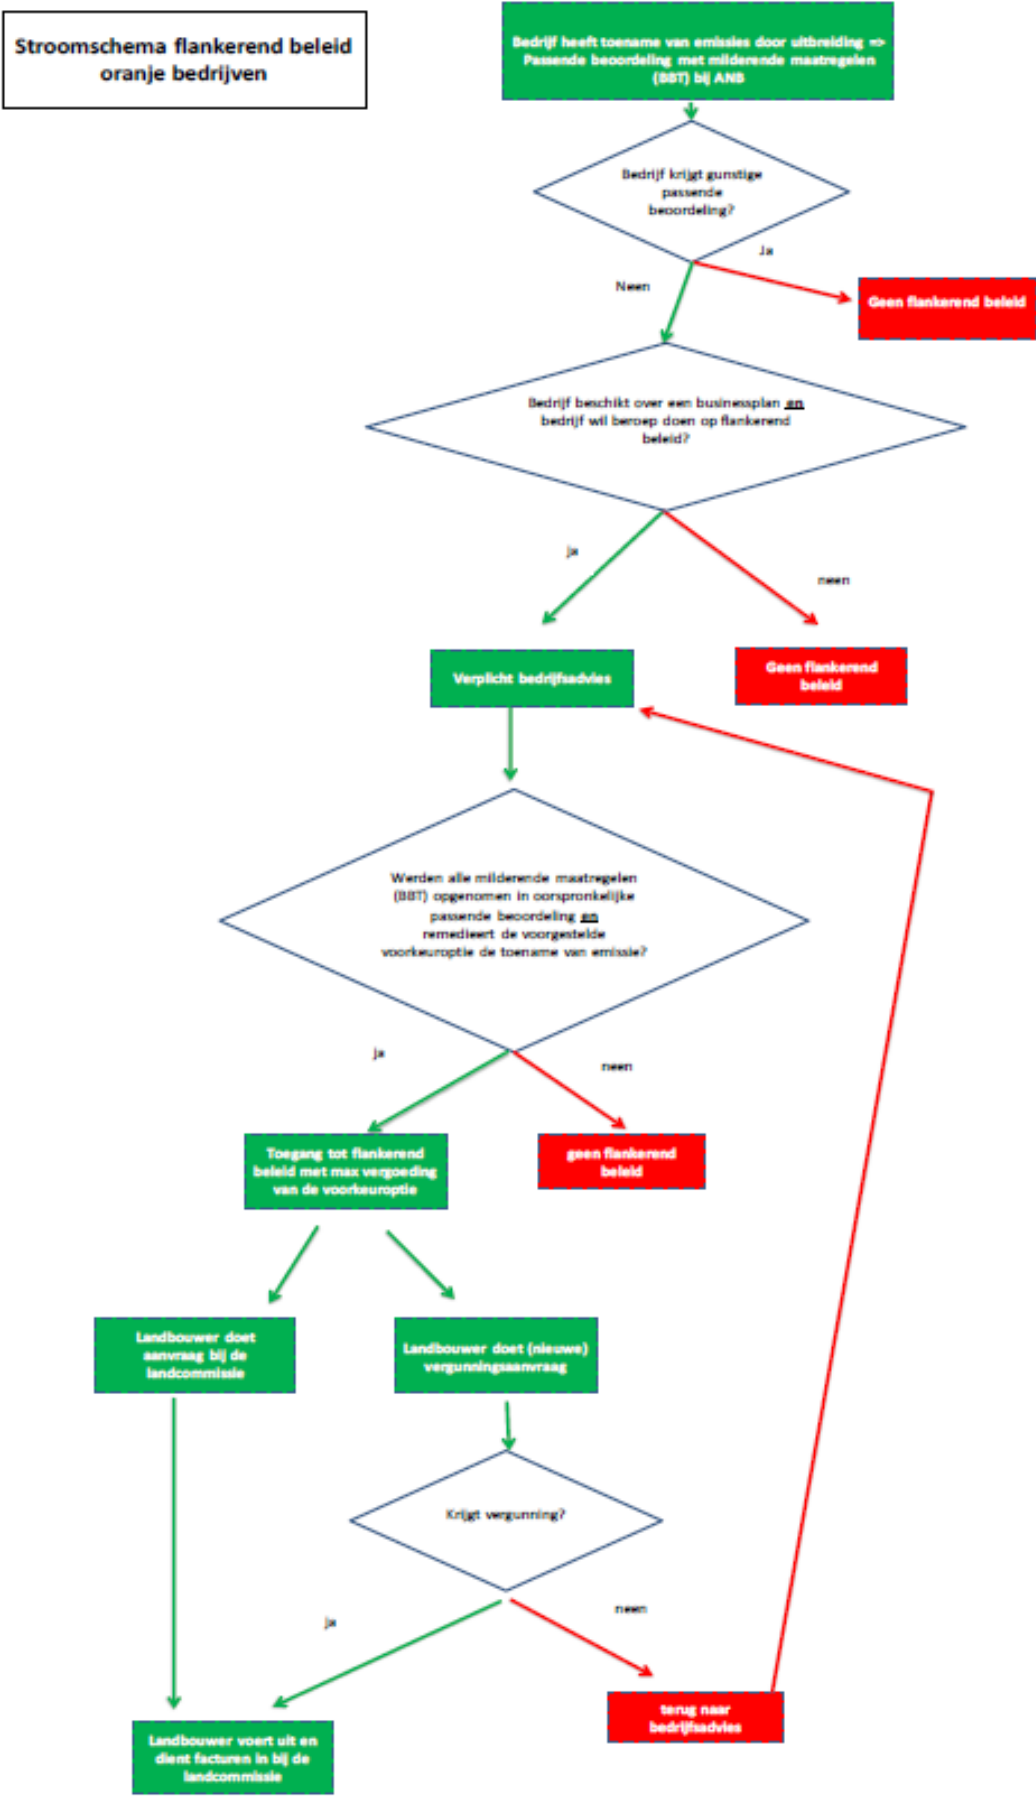 Stroomschema flankerend beleid
oranje bedrijven
Bedrijf heeft toename van emissies door uitbreiding =>
Passende beoordeling met milderende maatregelen
(BBT) bij ANB
Bedrijf krijgt gunstige
passende
beoordeling?
Ja
Neen
Geen flankerend beleid
Bedrijf beschikt over een businessplan en
bedrijf wil beroep doen op flankerend
beleid?
ja
neen
Verplicht bedrijfsadvies
Geen flankerend
beleid
Werden alle milderende maatregelen
(BBT) opgenomen in oorspronkelijke
passende beoordeling en
remedieert de voorgestelde
voorkeuroptie de toename van emissie?
ja
neen
Toegang tot flankerend
beleid met max vergoeding
van de voorkeuroptie
geen flankerend
beleid
Landbouwer doet
aanvraag bij de
landcommissie
Landbouwer doet (nieuwe)
vergunningsaanvraag
Krijgt vergunning?
ja
neen
terug naar
bedrijfsadvies
Landbouwer voert uit en
dient facturen in bij de
landcommissie